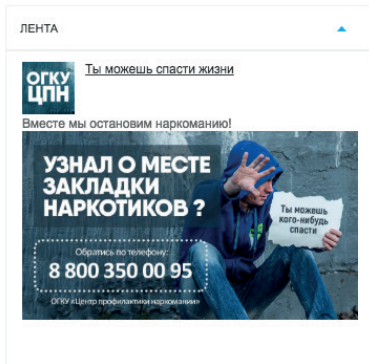 ЛЕНТА
ОГКУ
ЦПН
Ты можешь спасти жизни
Вместе мы остановим наркоманию!
УЗНАЛ О МЕСТЕ
ЗАКЛАДКИ
НАРКОТИКОВ ?
Ты можешь
кого-нибудь
спасти
Обратись по телефону:
8 800 350 00 95
ОГКУ «Центр профилактики наркомании»